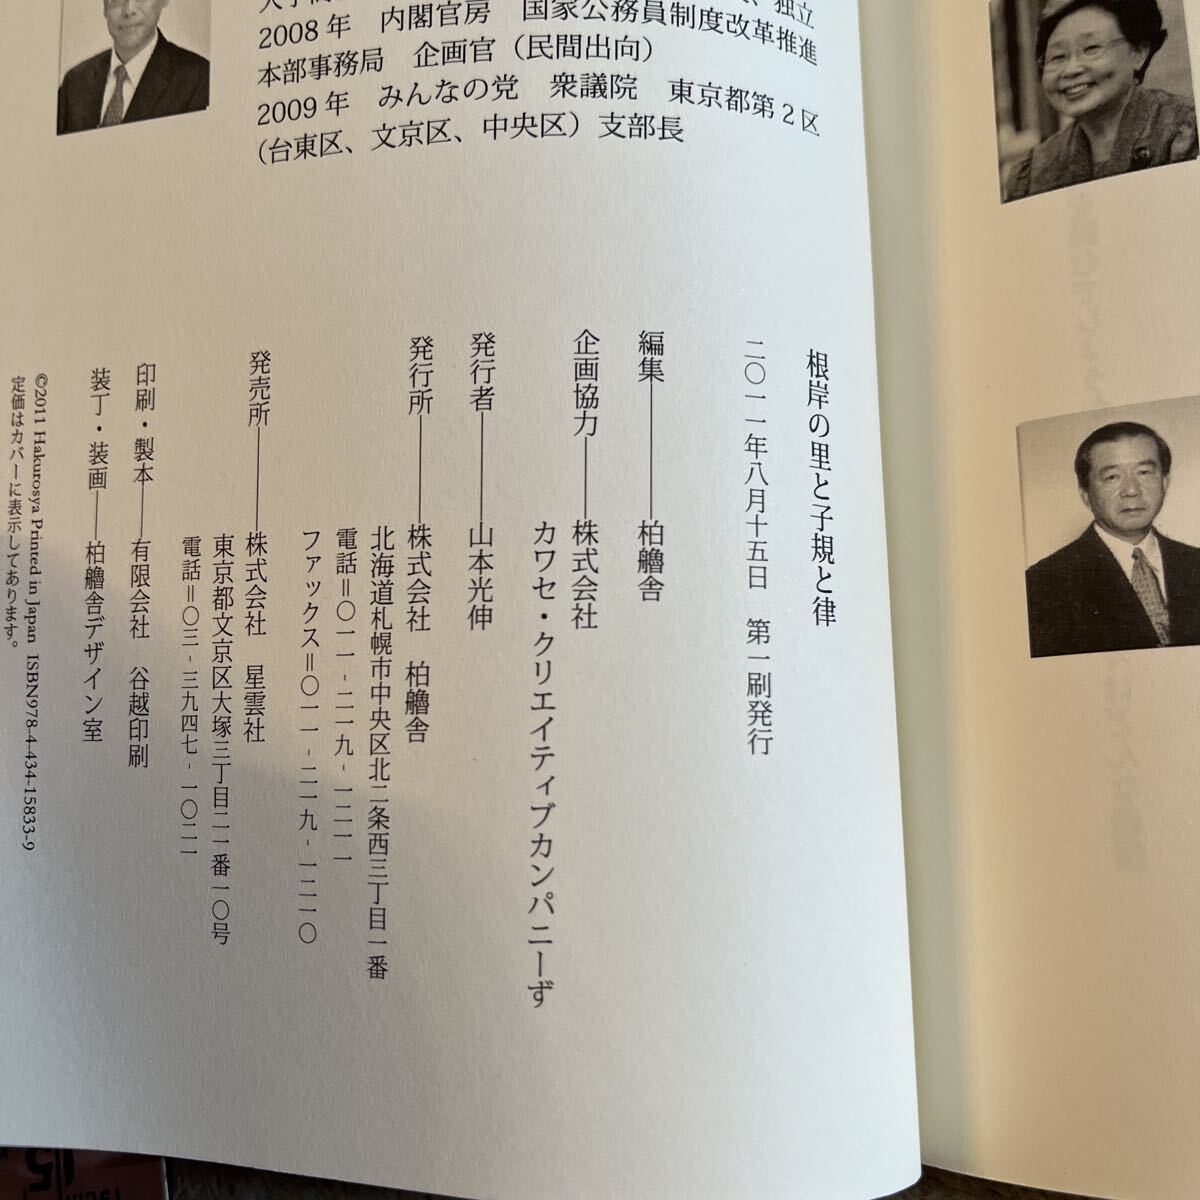 独立
2008年　内閣官房　国家公務員制度改革推進
本部事務局　企画官（民間出向）
2009年　みんなの党　衆議院　東京都第2区
（台東区、文京区、中央区）支部長
根岸の里と子規と律
二〇一一年八月十五日　第一刷発行
編集――――柏艪舎
企画協力――株式会社
カワセ・クリエイティブカンパニーず
発行者―――山本光伸
発行所―――株式会社　柏艪舎
北海道札幌市中央区北二条西三丁目一番
電話＝〇一一-二一九-一二一一
ファックス＝〇一一-二一九-一二一〇
発売所―――株式会社　星雲社
東京都文京区大塚三丁目二一番一〇号
電話＝〇三-三九四七-一〇二一
印刷・製本――有限会社　谷越印刷
装丁・装画――柏艪舎デザイン室
©2011 Hakurosya Printed in Japan ISBN978-4-434-15833-9
定価はカバーに表示してあります。